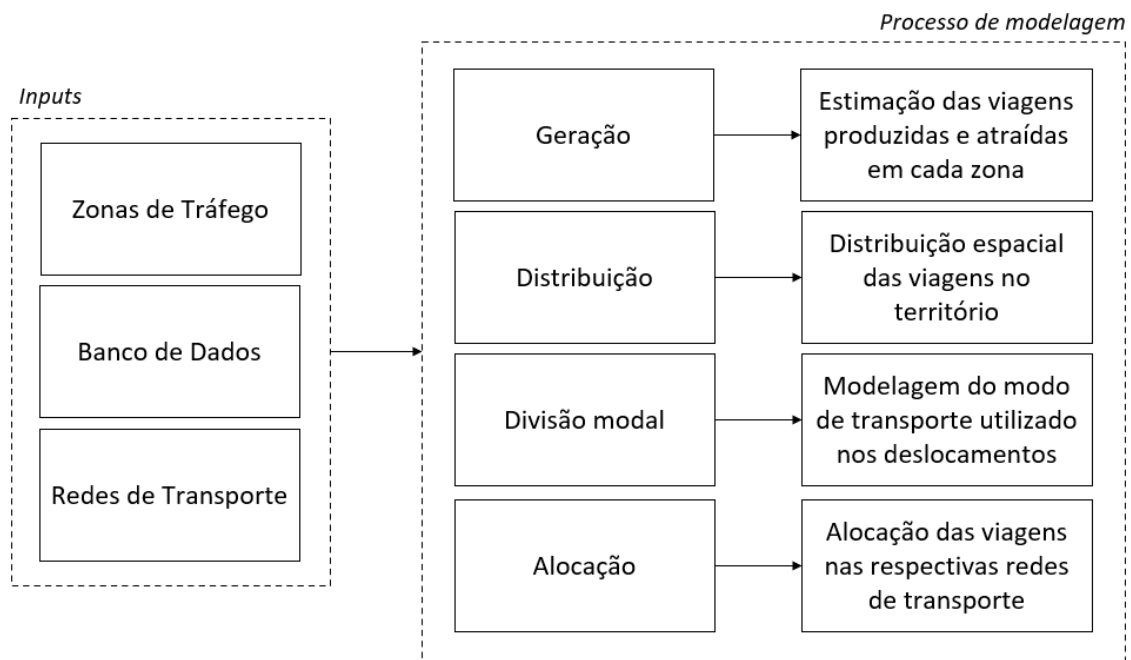 Processo de modelagem
Inputs
Zonas de Tráfego
Banco de Dados
Redes de Transporte
Geração
Estimação das viagens
produzidas e atraídas
em cada zona
Distribuição
Distribuição espacial
das viagens no
território
Divisão modal
Modelagem do modo
de transporte utilizado
nos deslocamentos
Alocação
Alocação das viagens
nas respectivas redes
de transporte